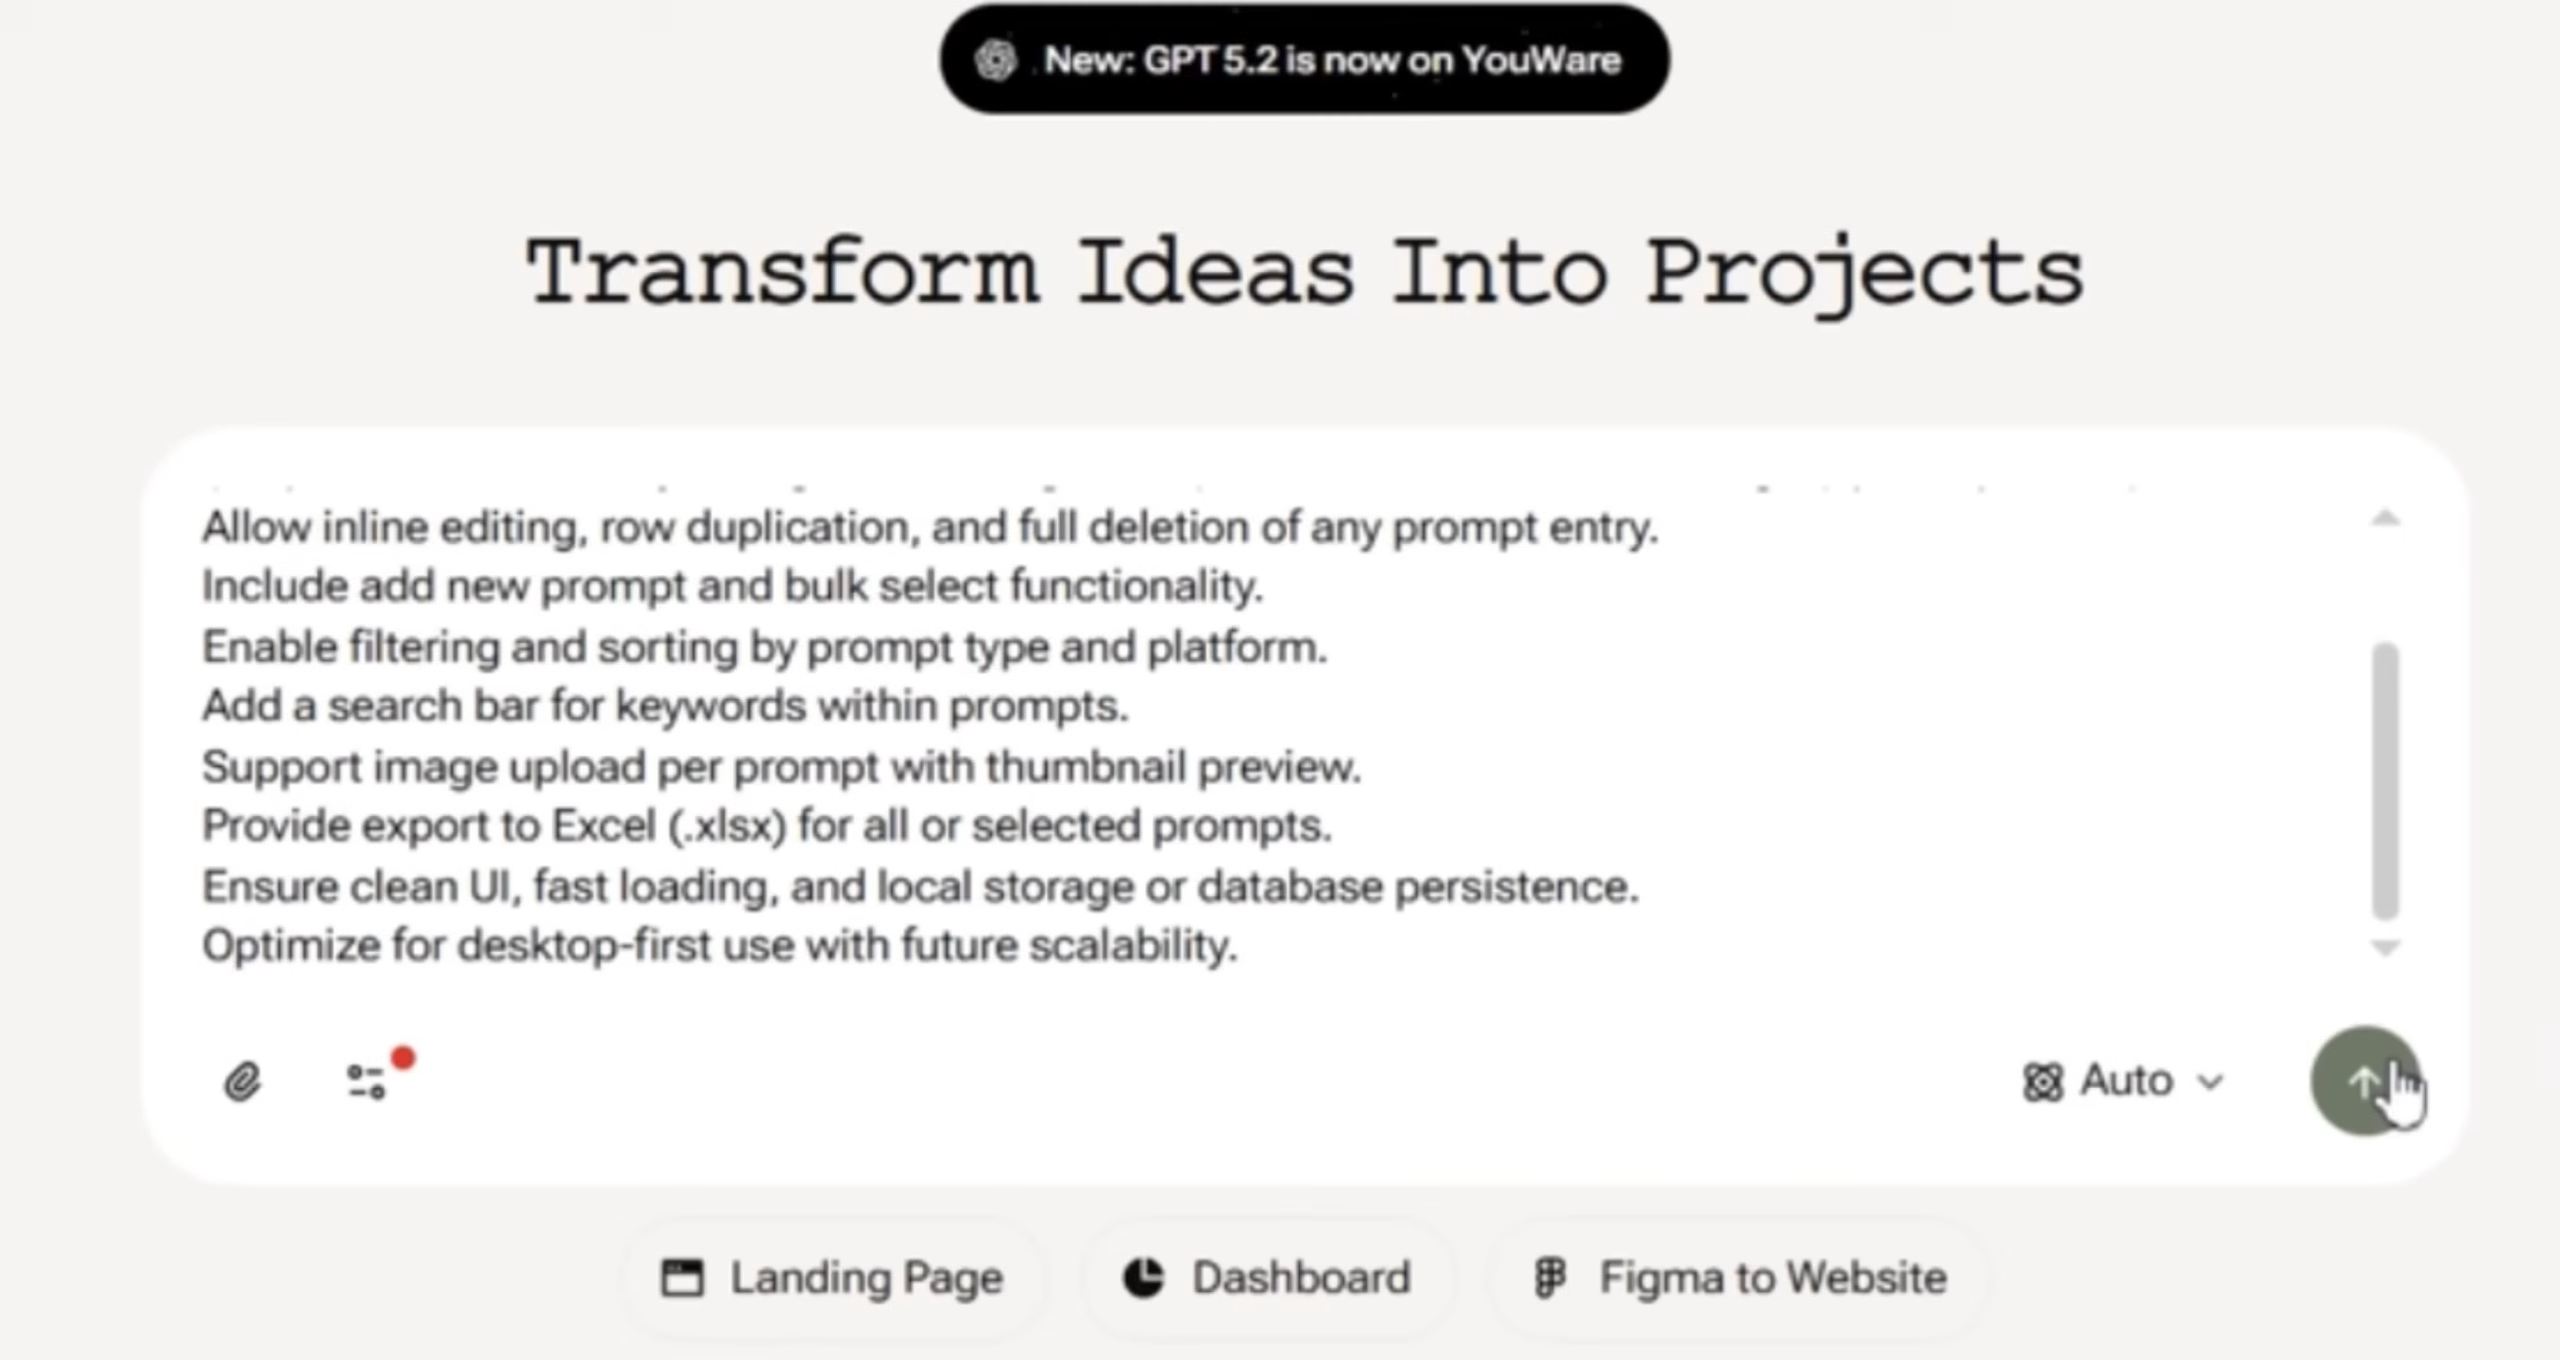 New: GPT 5.2 is now on YouWare
Transform Ideas Into Projects
Allow inline editing, row duplication, and full deletion of any prompt entry.
Include add new prompt and bulk select functionality.
Enable filtering and sorting by prompt type and platform.
Add a search bar for keywords within prompts.
Support image upload per prompt with thumbnail preview.
Provide export to Excel (.xlsx) for all or selected prompts.
Ensure clean UI, fast loading, and local storage or database persistence.
Optimize for desktop-first use with future scalability.
Auto
Landing Page
Dashboard
Figma to Website